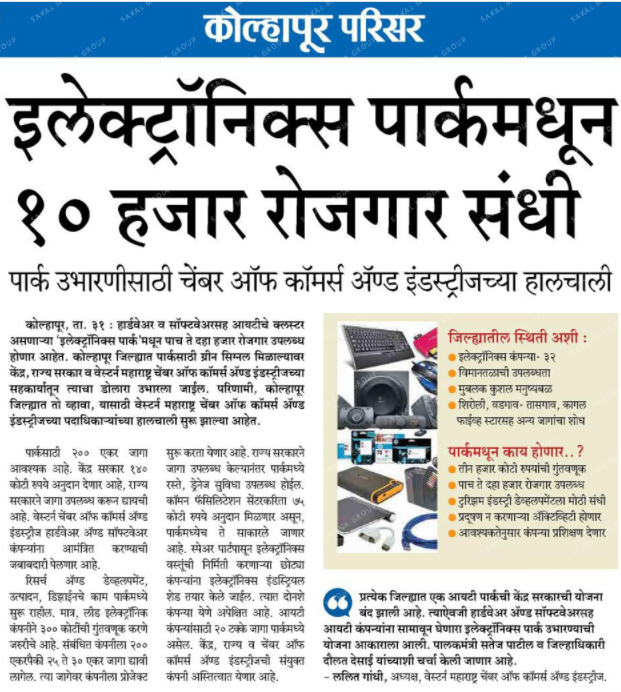 कोल्हापूर परिसर
इलेक्ट्रॉनिक्स पार्कमधून
१० हजार रोजगार संधी
पार्क उभारणीसाठी चेंबर ऑफ कॉमर्स ॲण्ड इंडस्ट्रीजच्या हालचाली
कोल्हापूर, ता. ३१ : हार्डवेअर व सॉफ्टवेअरसह आयटीचे क्लस्टर
असणाऱ्या ‘इलेक्ट्रॉनिक्स पार्क’मधून पाच ते दहा हजार रोजगार उपलब्ध
होणार आहेत. कोल्हापूर जिल्ह्यात पार्कसाठी ग्रीन सिग्नल मिळाल्यावर
केंद्र, राज्य सरकार व वेस्टर्न महाराष्ट्र चेंबर ऑफ कॉमर्स ॲण्ड इंडस्ट्रीजच्या
सहकार्यातून त्याचा डोलारा उभारला जाईल. परिणामी, कोल्हापूर
जिल्ह्यात तो व्हावा, यासाठी वेस्टर्न महाराष्ट्र चेंबर ऑफ कॉमर्स ॲण्ड
इंडस्ट्रीजच्या पदाधिकाऱ्यांच्या हालचाली सुरू झाल्या आहेत.
पार्कसाठी २०० एकर जागा
आवश्यक आहे. केंद्र सरकार १४०
कोटी रुपये अनुदान देणार आहे, राज्य
सरकारने जागा उपलब्ध करून द्यायची
आहे. वेस्टर्न चेंबर ऑफ कॉमर्स ॲण्ड
इंडस्ट्रीज हार्डवेअर ॲण्ड सॉफ्टवेअर
कंपन्यांना आमंत्रित करण्याची
जबाबदारी पेलणार आहे.
रिसर्च ॲण्ड डेव्हलपमेंट,
उत्पादन, डिझाईनचे काम पार्कमध्ये
सुरू राहील. मात्र, लीड इलेक्ट्रॉनिक
कंपनीने ३०० कोटींची गुंतवणूक करणे
जरुरीचे आहे. संबंधित कंपनीला २००
एकरपैकी २५ ते ३० एकर जागा द्यावी
लागेल. त्या जागेवर कंपनीला प्रोजेक्ट
सुरू करता येणार आहे. राज्य सरकारने
जागा उपलब्ध केल्यानंतर पार्कमध्ये
रस्ते, ड्रेनेज सुविधा उपलब्ध होईल.
कॉमन फॅसिलिटेशन सेंटरकरिता ७५
कोटी रुपये अनुदान मिळणार असून,
पार्कमध्येच ते साकारले जाणार
आहे. स्पेअर पार्टपासून इलेक्ट्रॉनिक्स
वस्तूंची निर्मिती करणाऱ्या छोट्या
कंपन्यांना इलेक्ट्रॉनिक्स इंडस्ट्रियल
शेड तयार केले जाईल. त्यात दोनशे
कंपन्या येणे अपेक्षित आहे. आयटी
कंपन्यांसाठी २० टक्के जागा पार्कमध्ये
असेल. केंद्र, राज्य व चेंबर ऑफ
कॉमर्स ॲण्ड इंडस्ट्रीजची संयुक्त
कंपनी अस्तित्वात येणार आहे.
जिल्ह्यातील स्थिती अशी :
इलेक्ट्रॉनिक्स कंपन्या- ३२
विमानतळाची उपलब्धता
मुबलक कुशल मनुष्यबळ
शिरोली, वडगाव- तासगाव, कागल
फाईव्ह स्टारसह अन्य जागांचा शोध
पार्कमधून काय होणार..?
तीन हजार कोटी रुपयांची गुंतवणूक
पाच ते दहा हजार रोजगार उपलब्ध
टुरिझम इंडस्ट्री डेव्हलपमेंटला मोठी संधी
प्रदूषण न करणाऱ्या ॲक्टिव्हिटी होणार
आवश्यकतेनुसार कंपन्या प्रशिक्षण देणार
प्रत्येक जिल्ह्यात एक आयटी पार्कची केंद्र सरकारची योजना
बंद झाली आहे. त्याऐवजी हार्डवेअर ॲण्ड सॉफ्टवेअरसह
आयटी कंपन्यांना सामावून घेणारा इलेक्ट्रॉनिक्स पार्क उभारण्याची
योजना आकाराला आली. पालकमंत्री सतेज पाटील व जिल्हाधिकारी
दौलत देसाई यांच्याशी चर्चा केली जाणार आहे.
– ललित गांधी, अध्यक्ष, वेस्टर्न महाराष्ट्र चेंबर ऑफ कॉमर्स ॲण्ड इंडस्ट्रीज.